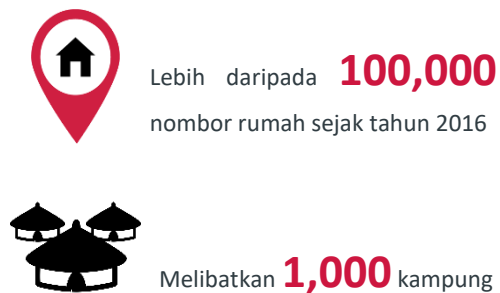 Lebih daripada 100,000
nombor rumah sejak tahun 2016
Melibatkan 1,000 kampung